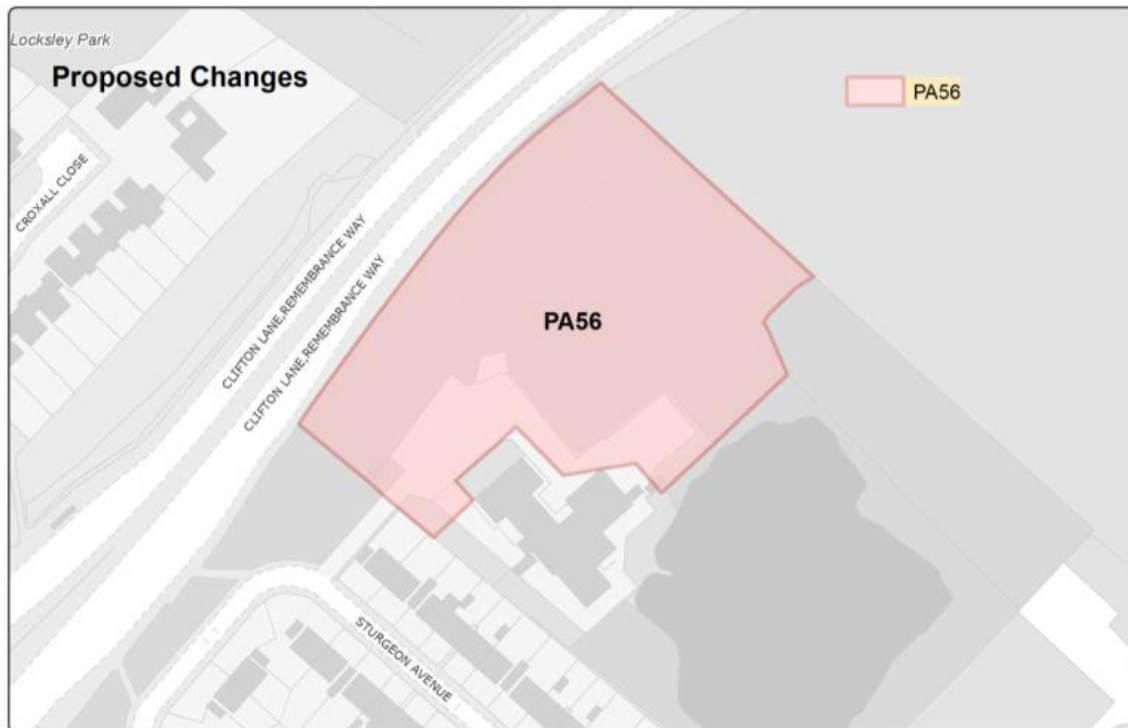 Locksley Park
Proposed Changes
PA56
CROXALL CLOSE
CLIFTON LANE,REMEMBRANCE WAY
CLIFTON LANE,REMEMBRANCE WAY
PA56
STURGEON AVENUE